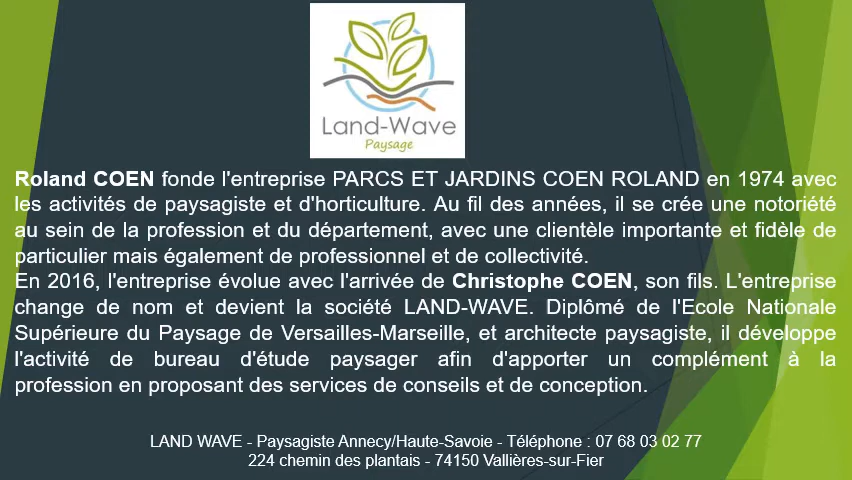 Land-Wave
Paysage
Roland COEN fonde l'entreprise PARCS ET JARDINS COEN ROLAND en 1974 avec
les activités de paysagiste et d'horticulture. Au fil des années, il se crée une notoriété
au sein de la profession et du département, avec une clientèle importante et fidèle de
particulier mais également de professionnel et de collectivité.
En 2016, l'entreprise évolue avec l'arrivée de Christophe COEN, son fils. L'entreprise
change de nom et devient la société LAND-WAVE. Diplômé de l'Ecole Nationale
Supérieure du Paysage de Versailles-Marseille, et architecte paysagiste, il développe
l'activité de bureau d'étude paysager afin d'apporter un complément à la
profession en proposant des services de conseils et de conception.
LAND WAVE - Paysagiste Annecy/Haute-Savoie - Téléphone : 07 68 03 02 77
224 chemin des plantais - 74150 Vallières-sur-Fier